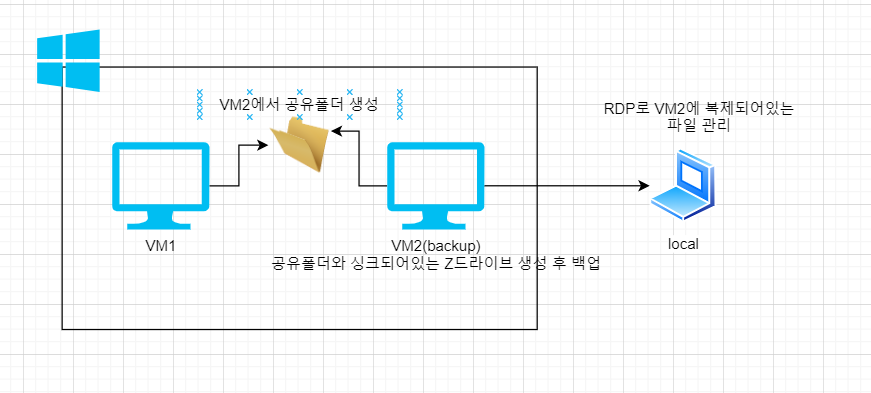 VM2에서 공유폴더 생성
RDP로 VM2에 복제되어있는
파일 관리
VM1
VM2(backup)
local
공유폴더와 싱크되어있는 Z드라이브 생성 후 백업